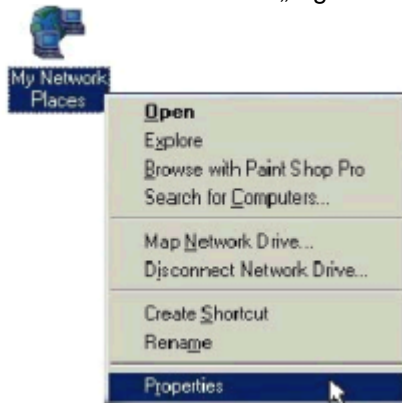 My Network
Places
Open
Explore
Browse with Paint Shop Pro
Search for Computers...
Map Network Drive...
Disconnect Network Drive...
Create Shortcut
Rename
Properties